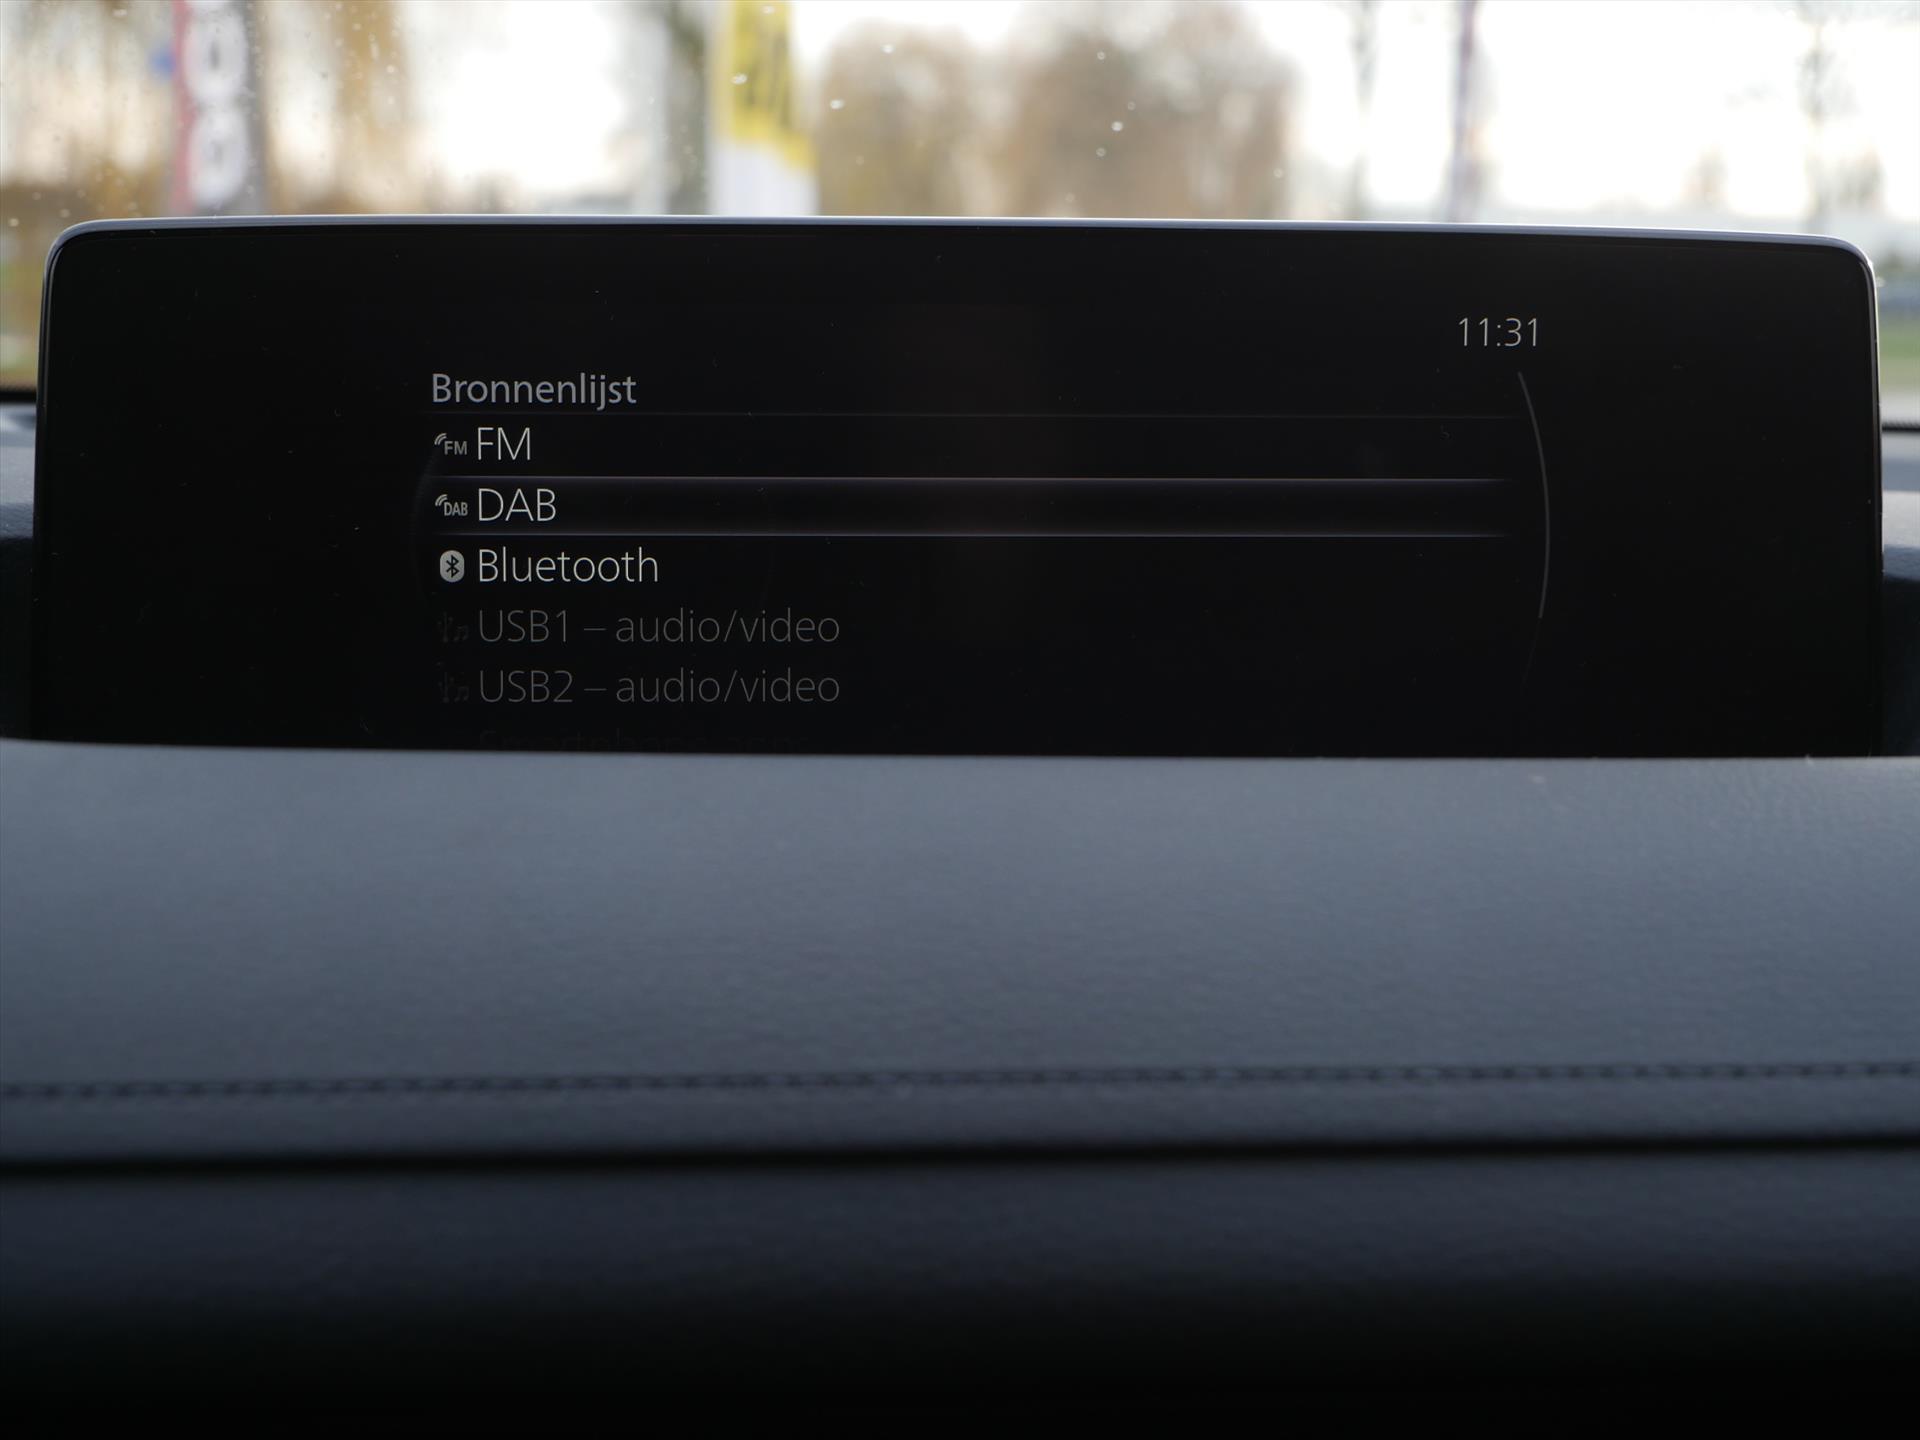 11:31
Bronnenlijst
FM FM
DAB DAB
Bluetooth
USB1 – audio/video
USB2 – audio/video